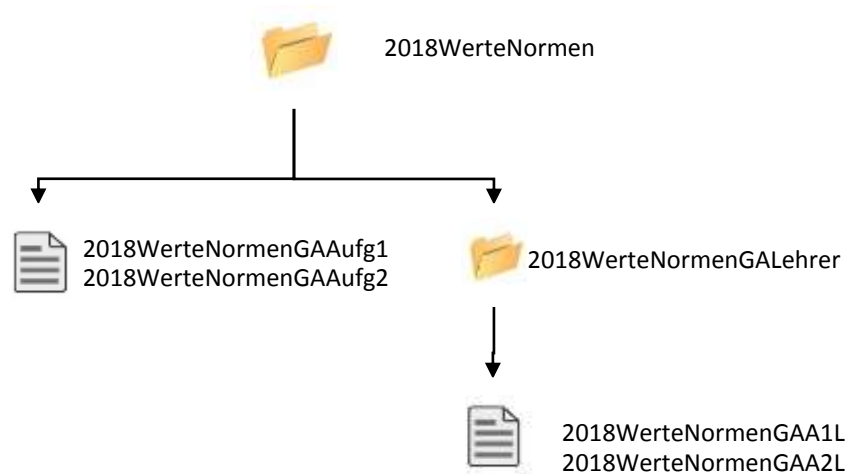 2018WerteNormen
2018WerteNormenGAAufg1
2018WerteNormenGAAufg2
2018WerteNormenGALehrer
2018WerteNormenGAA1L
2018WerteNormenGAA2L